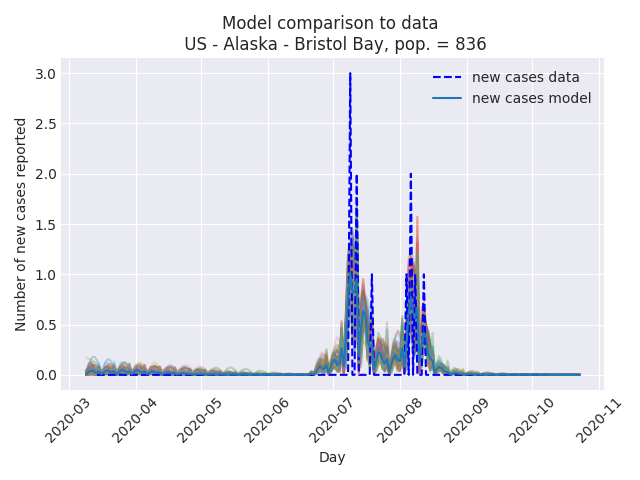 Model comparison to data
US - Alaska - Bristol Bay, pop. = 836
new cases data
new cases model
Number of new cases reported
3.0
2.5
2.0
1.5
1.0
0.5
0.0
2020-03
2020-04
2020-05
2020-06
2020-07
2020-08
2020-09
2020-10
2020-11
Day